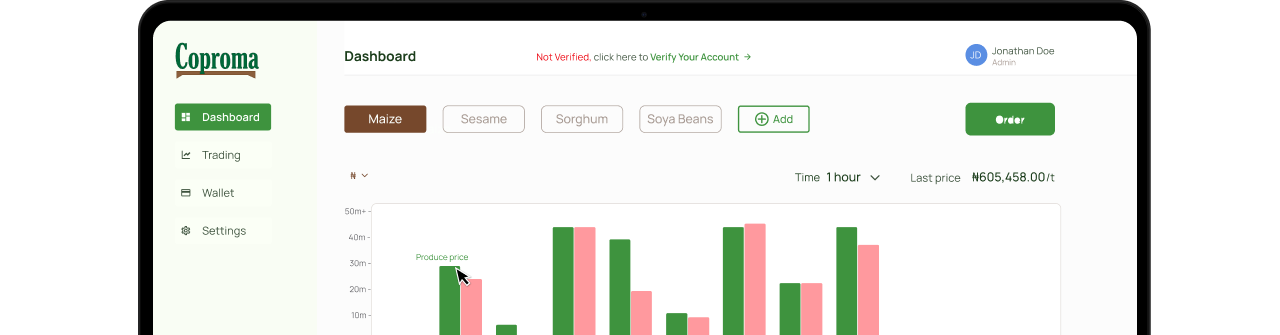 Coproma
Dashboard
Trading
Wallet
Settings
Dashboard
Not Verified, click here to Verify Your Account →
JD
Jonathan Doe
Admin
Maize
Sesame
Sorghum
Soya Beans
Add
Order
₦
Time 1 hour
Last price ₦605,458.00/t
50m+
40m
30m
20m
10m
Produce price